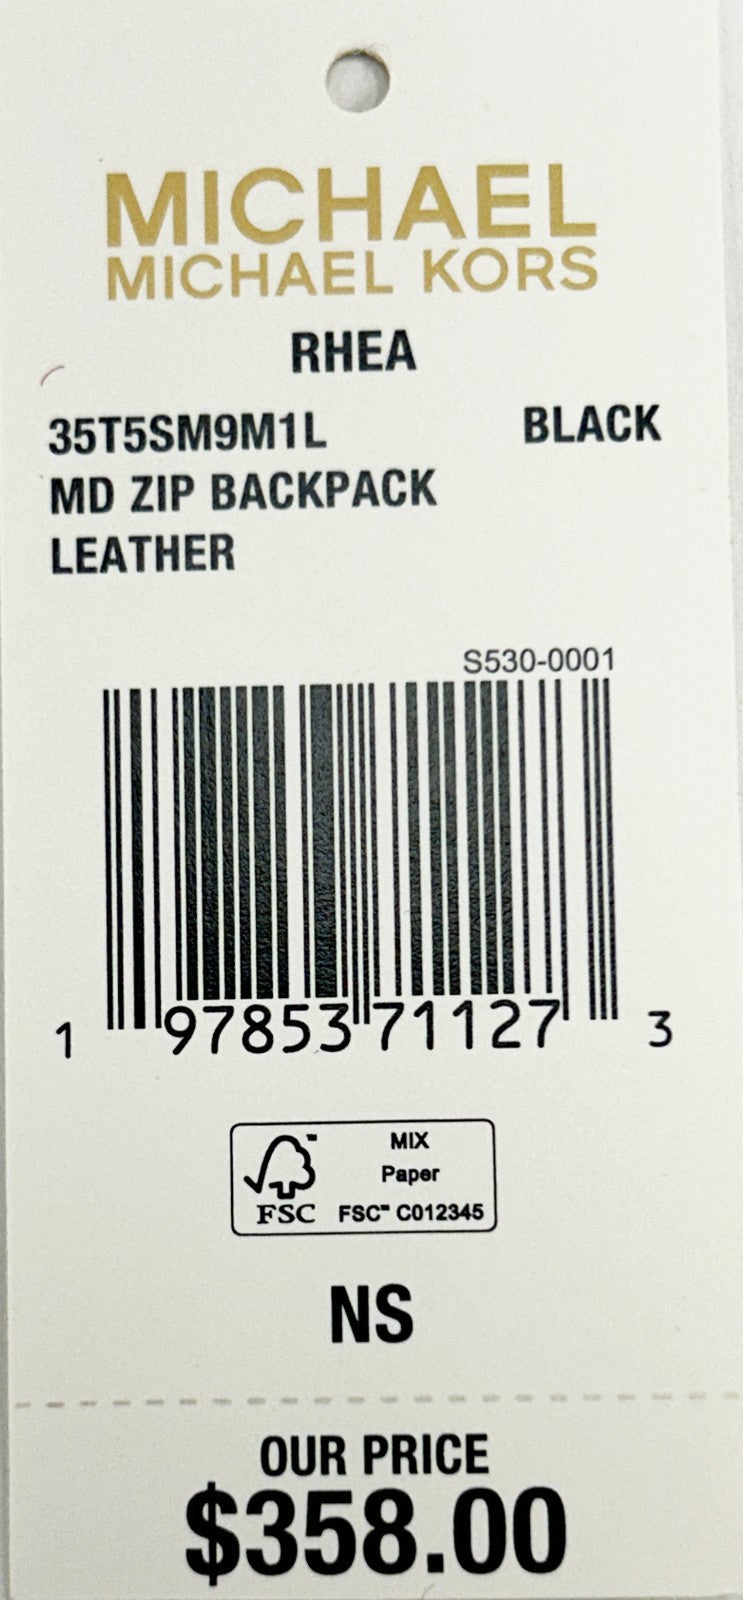 MICHAEL
MICHAEL KORS
RHEA
35T5SM9M1L BLACK
MD ZIP BACKPACK
LEATHER
S530-0001
1 97853 71127 3
MIX
Paper
FSC FSC™ C012345
NS
OUR PRICE
$358.00